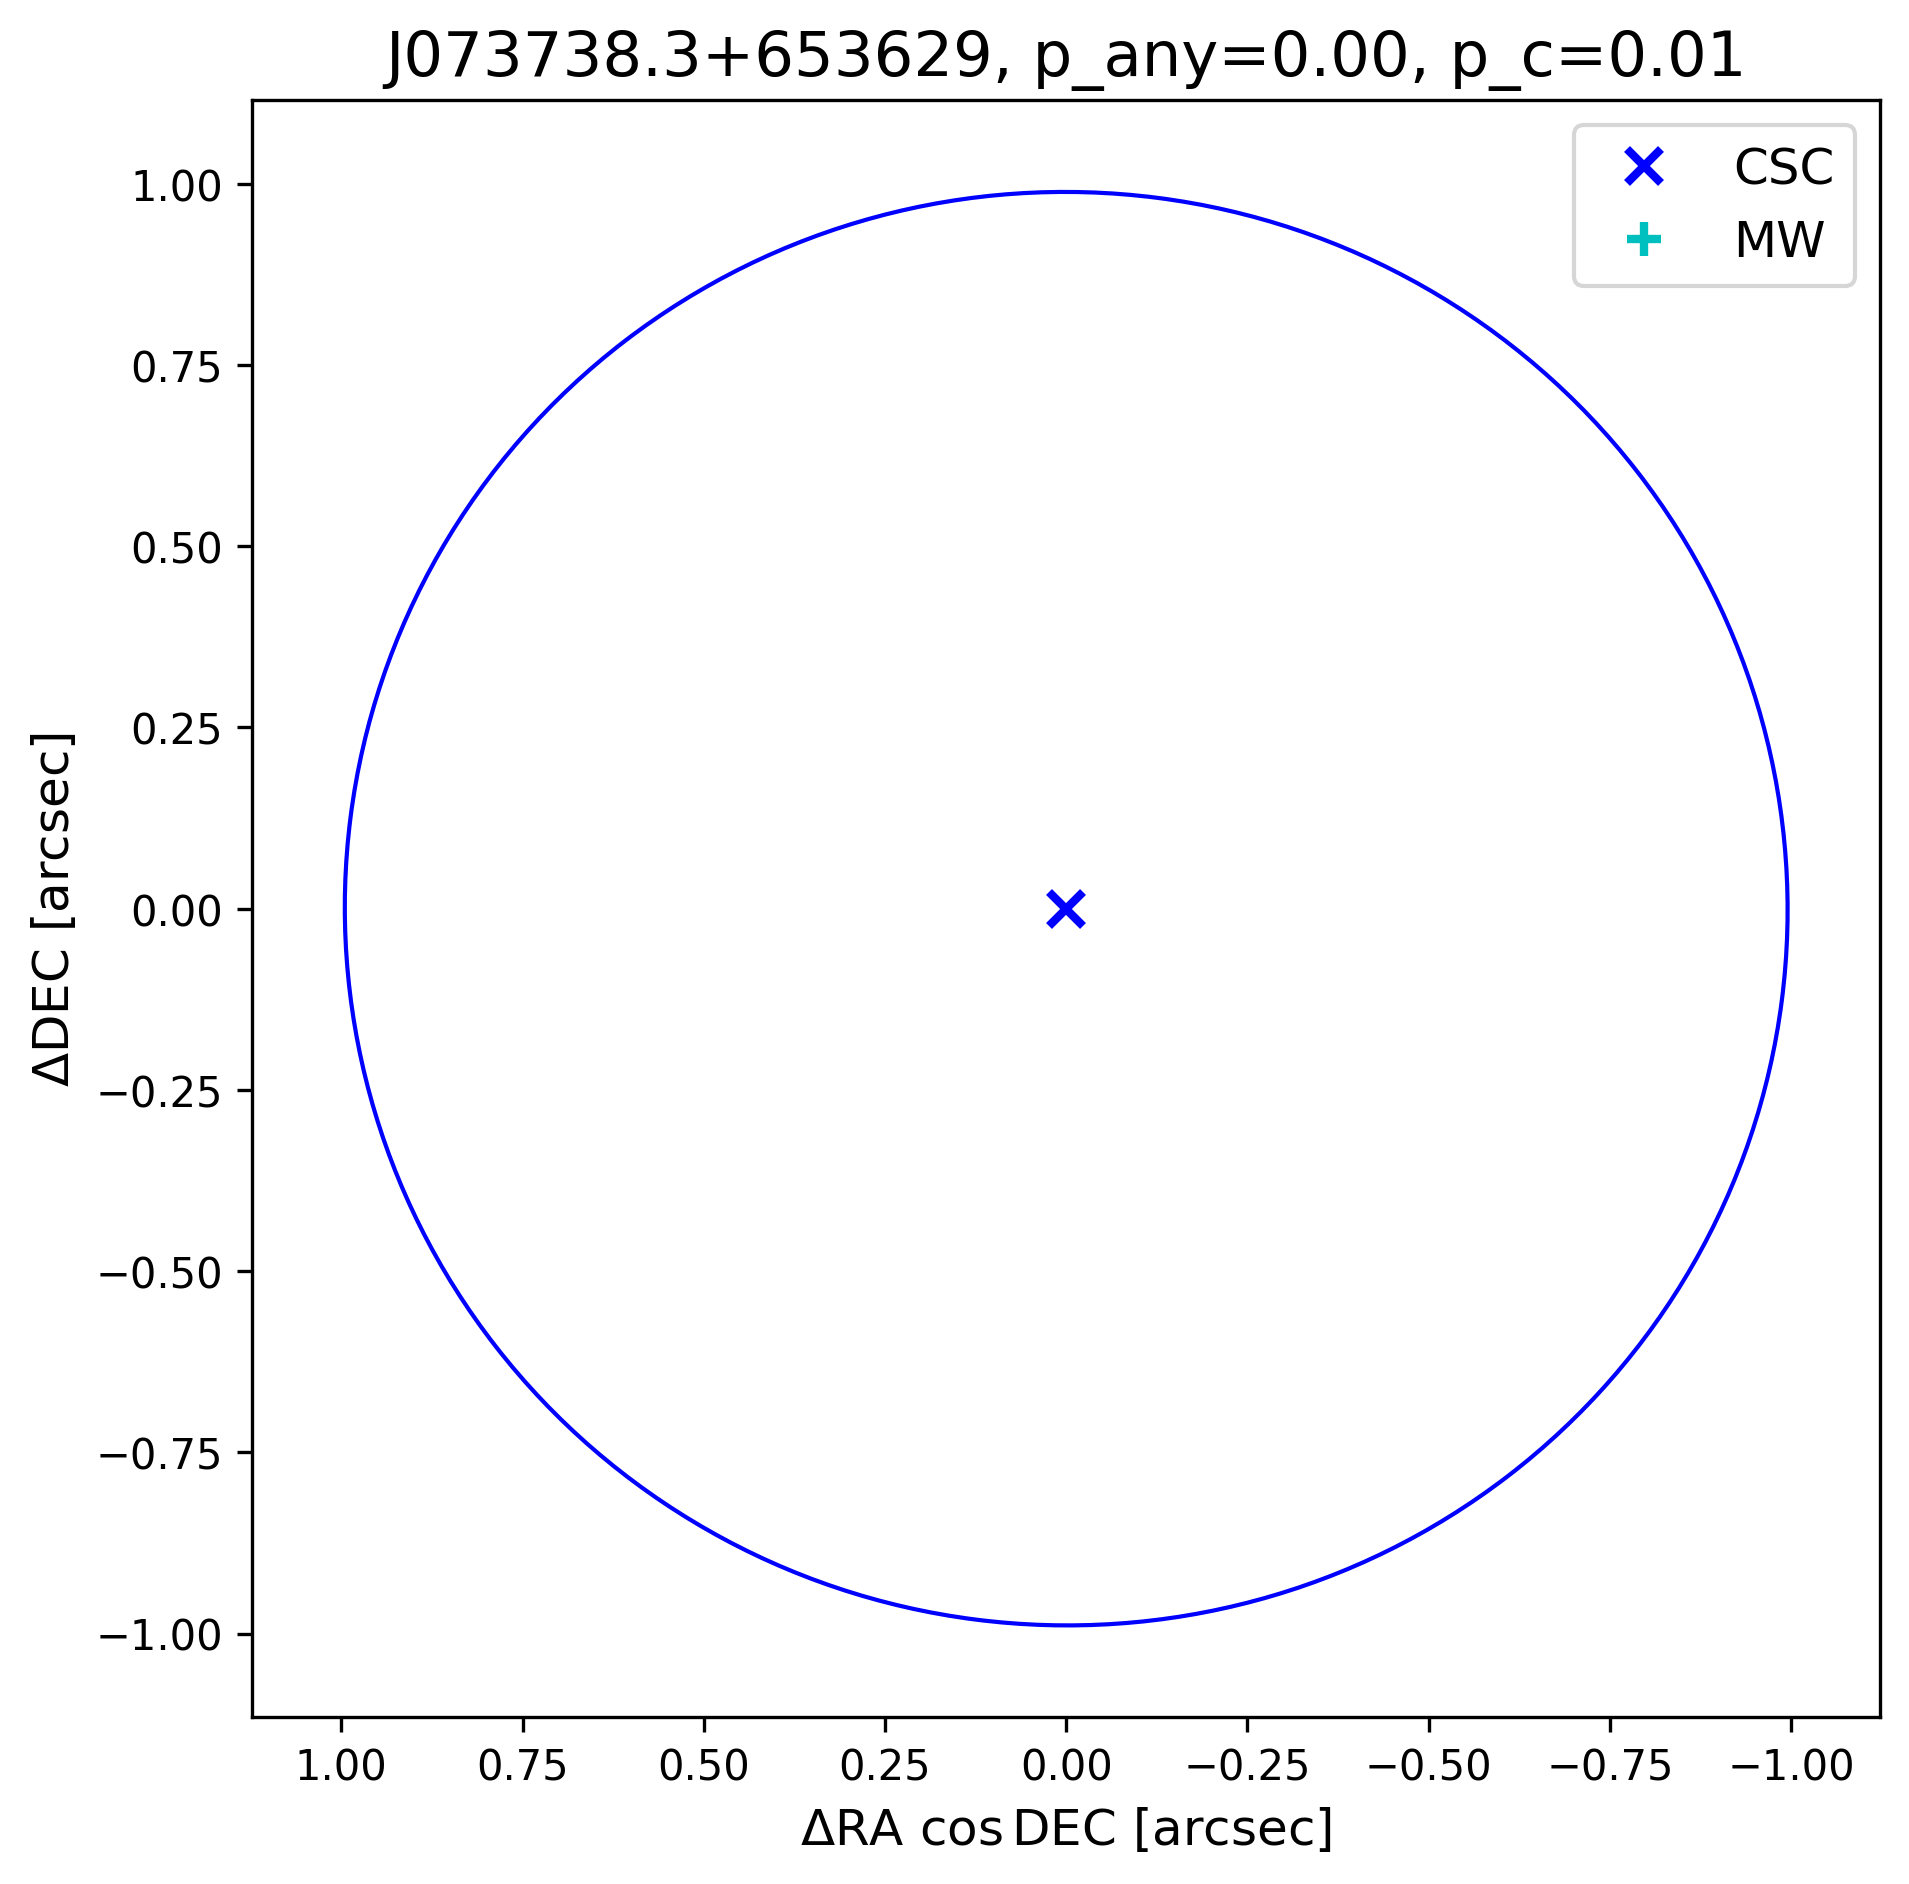 J073738.3+653629, p_any=0.00, p_c=0.01
CSC
MW
1.00
0.75
0.50
0.25
0.00
−0.25
−0.50
−0.75
−1.00
ΔDEC [arcsec]
1.00 0.75 0.50 0.25 0.00 −0.25 −0.50 −0.75 −1.00
ΔRA cos DEC [arcsec]